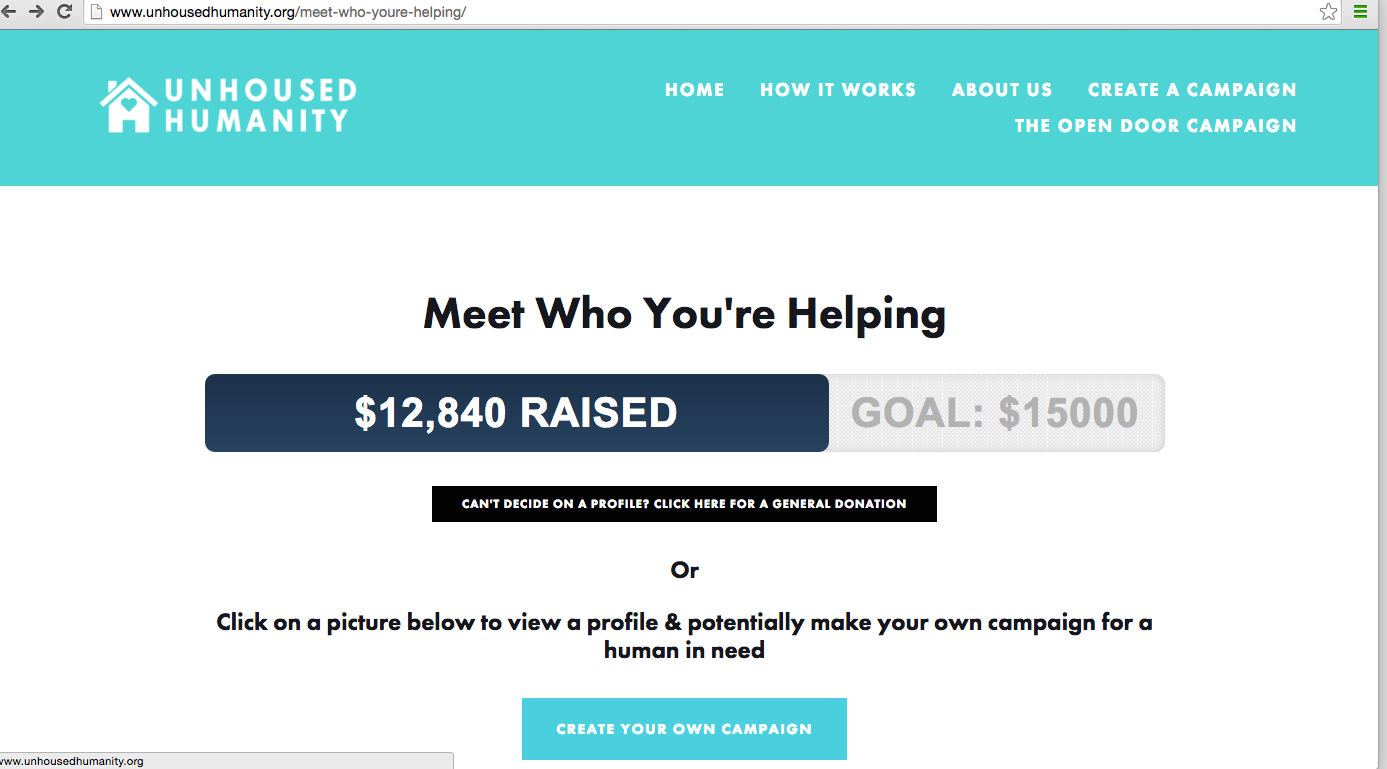 www.unhousedhumanity.org/meet-who-youre-helping/
UNHOUSED
HUMANITY
HOME HOW IT WORKS ABOUT US CREATE A CAMPAIGN
THE OPEN DOOR CAMPAIGN
Meet Who You're Helping
$12,840 RAISED GOAL: $15000
CAN'T DECIDE ON A PROFILE? CLICK HERE FOR A GENERAL DONATION
Or
Click on a picture below to view a profile & potentially make your own campaign for a
human in need
CREATE YOUR OWN CAMPAIGN
www.unhousedhumanity.org